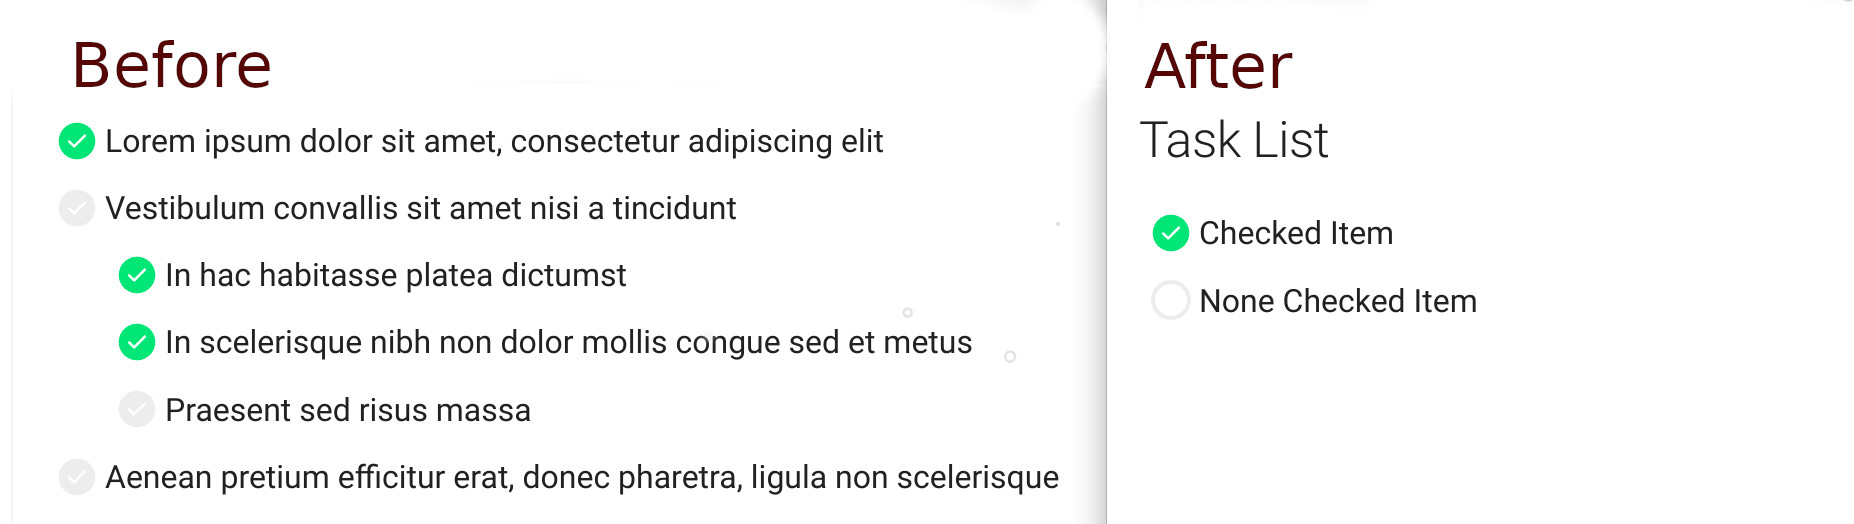 Before
Lorem ipsum dolor sit amet, consectetur adipiscing elit
Vestibulum convallis sit amet nisi a tincidunt
In hac habitasse platea dictumst
In scelerisque nibh non dolor mollis congue sed et metus
Praesent sed risus massa
Aenean pretium efficitur erat, donec pharetra, ligula non scelerisque
After
Task List
Checked Item
None Checked Item